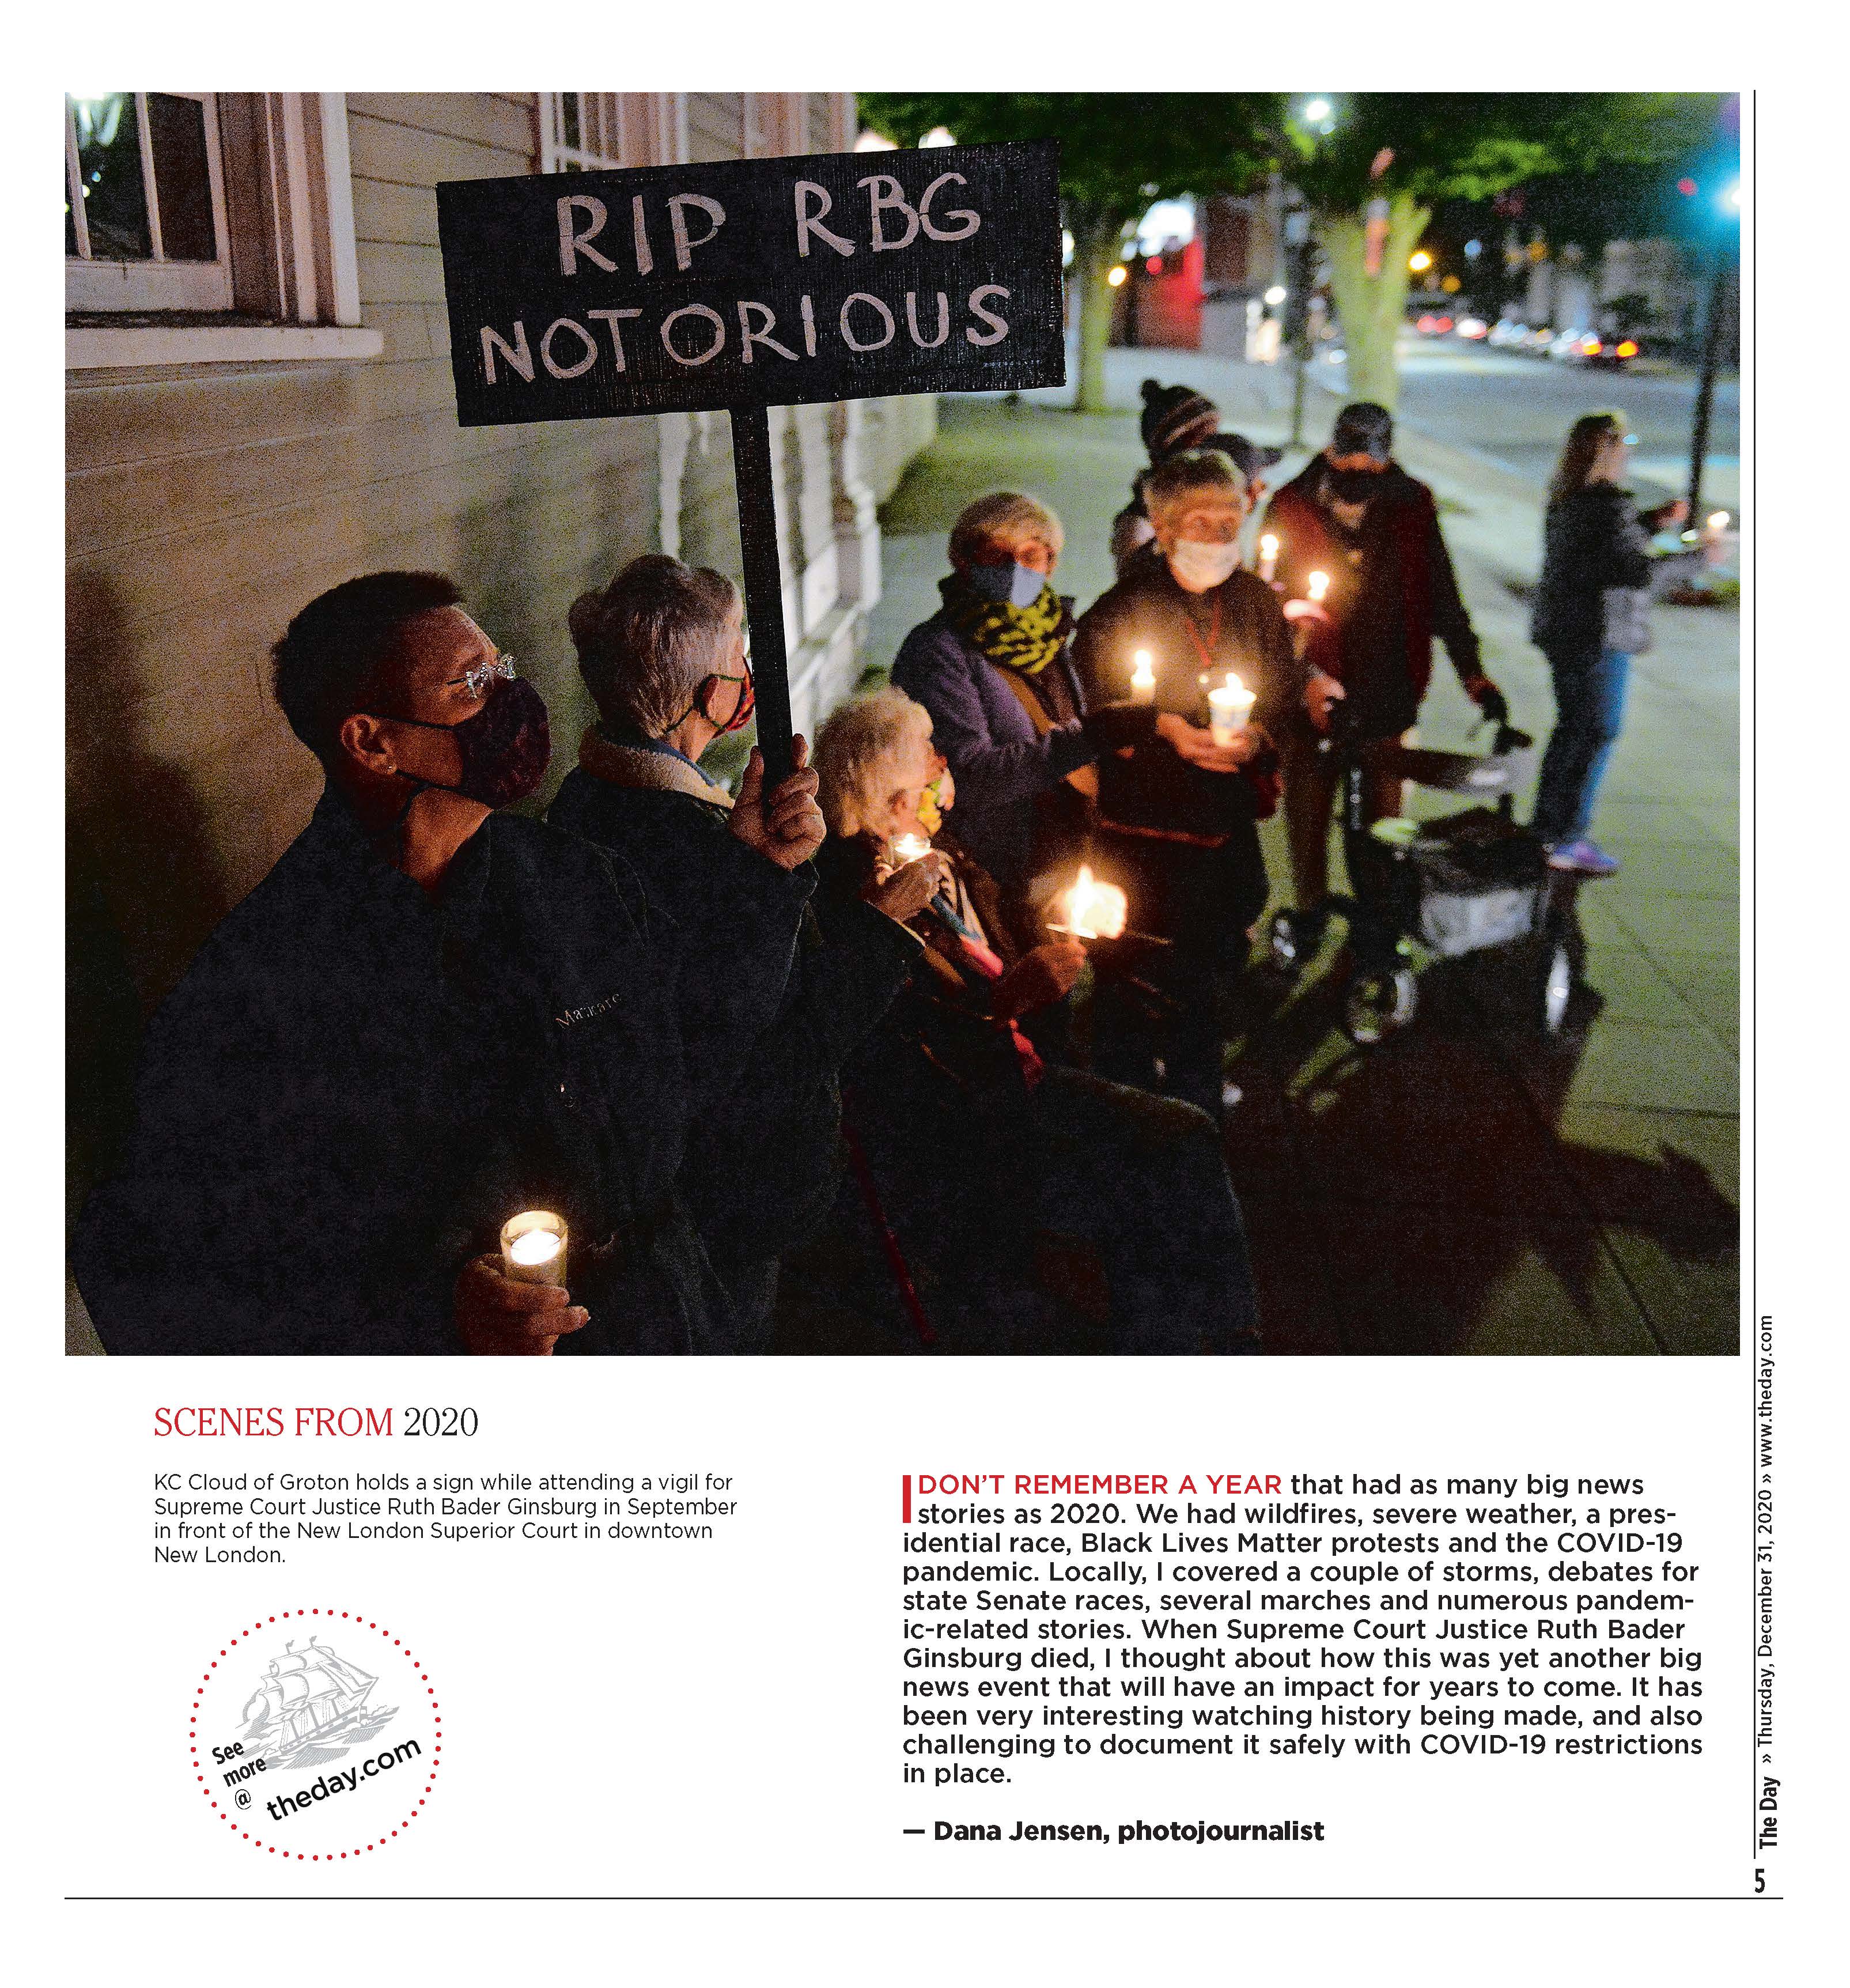 RIP RBG
NOTORIOUS
SCENES FROM 2020
KC Cloud of Groton holds a sign while attending a vigil for
Supreme Court Justice Ruth Bader Ginsburg in September
in front of the New London Superior Court in downtown
New London.
See
more
@
theday.com
I DON’T REMEMBER A YEAR that had as many big news
stories as 2020. We had wildfires, severe weather, a pres-
idential race, Black Lives Matter protests and the COVID-19
pandemic. Locally, I covered a couple of storms, debates for
state Senate races, several marches and numerous pandem-
ic-related stories. When Supreme Court Justice Ruth Bader
Ginsburg died, I thought about how this was yet another big
news event that will have an impact for years to come. It has
been very interesting watching history being made, and also
challenging to document it safely with COVID-19 restrictions
in place.
— Dana Jensen, photojournalist
The Day » Thursday, December 31, 2020 » www.theday.com
5